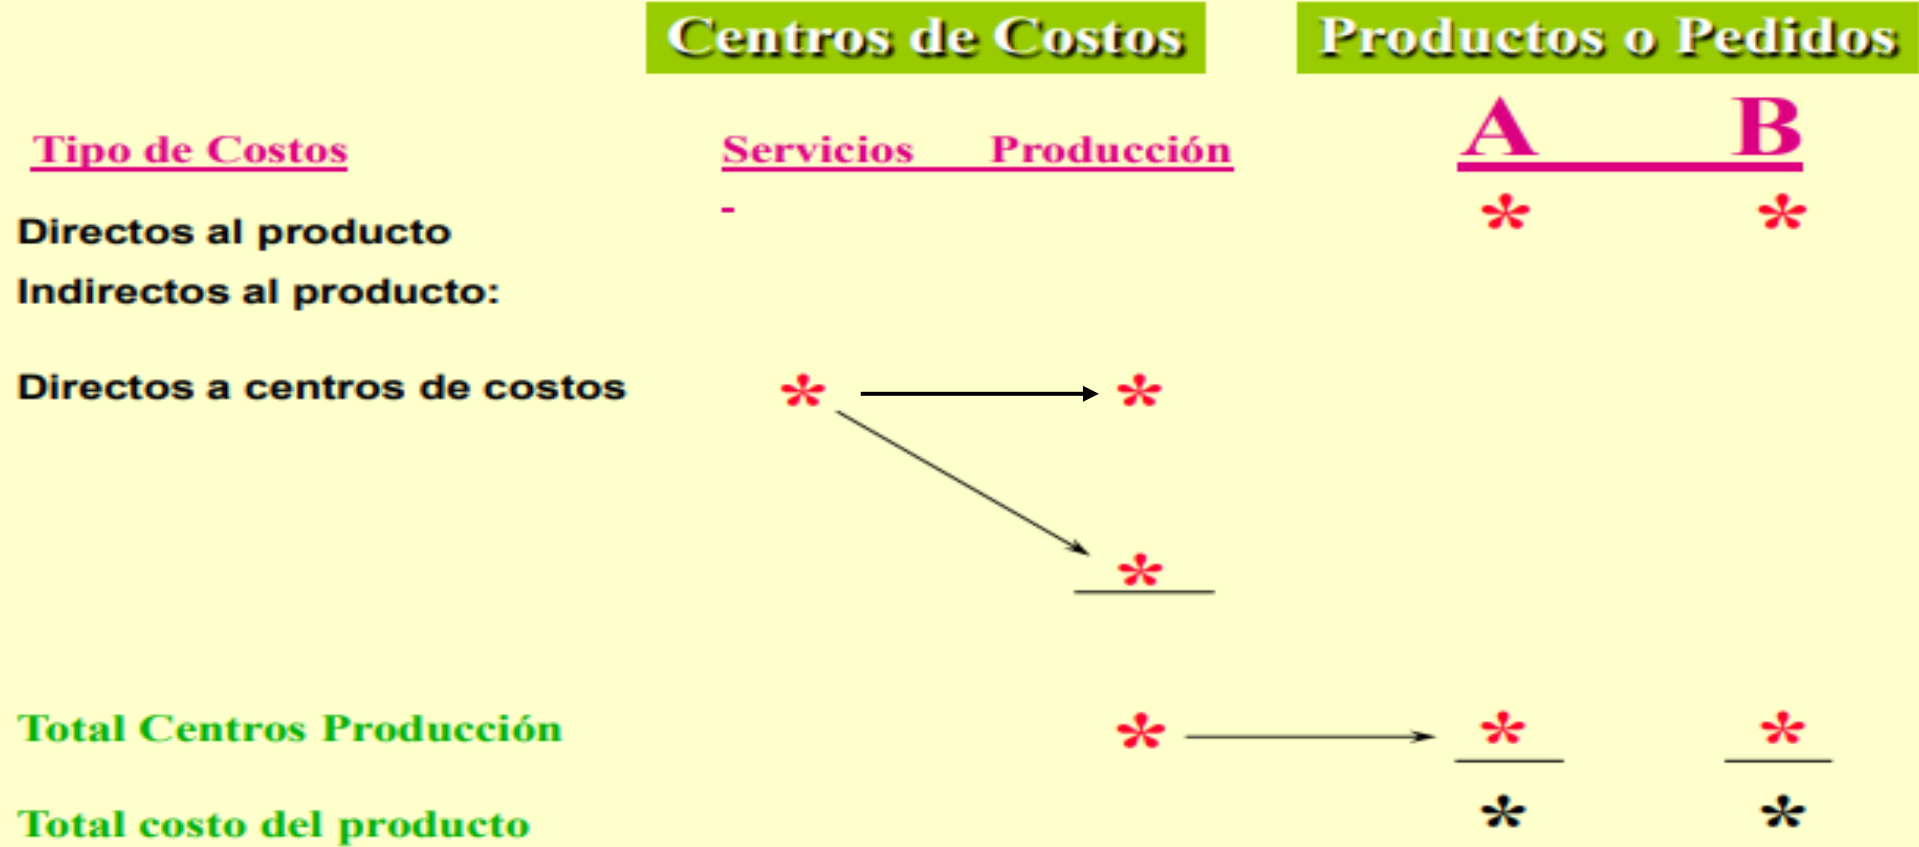 Centros de Costos Productos o Pedidos
Tipo de Costos Servicios Producción A B
- * *
Directos al producto
Indirectos al producto:
Directos a centros de costos * *
*
Total Centros Producción * * *
Total costo del producto * *